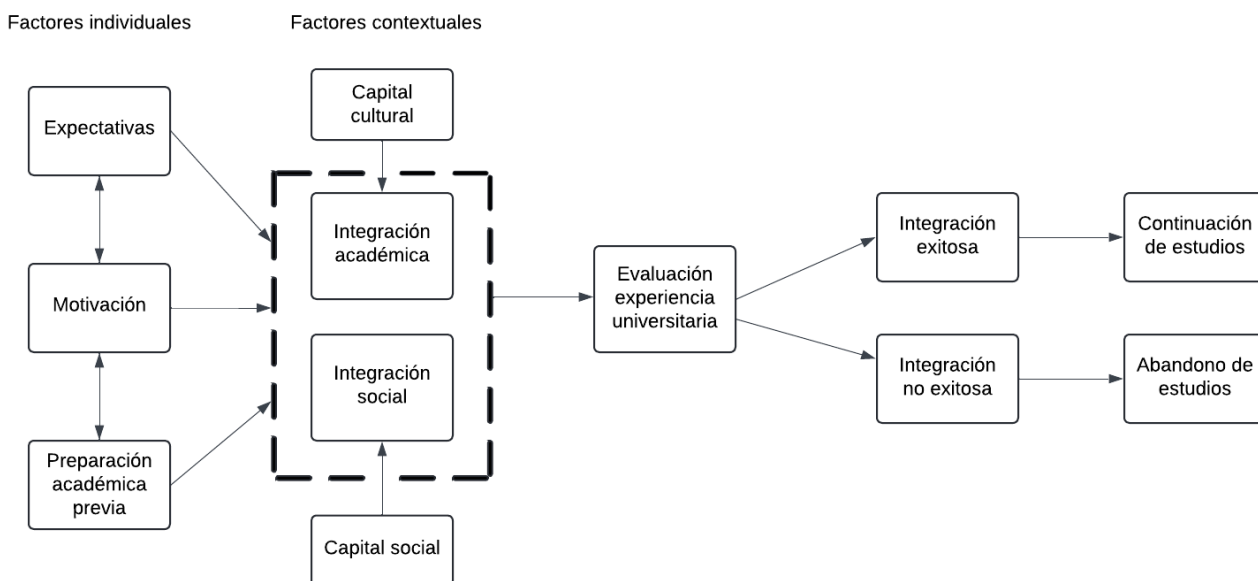 Factores individuales
Factores contextuales
Expectativas
Motivación
Preparación
académica
previa
Capital
cultural
Integración
académica
Integración
social
Capital social
Evaluación
experiencia
universitaria
Integración
exitosa
Continuación
de estudios
Integración
no exitosa
Abandono de
estudios